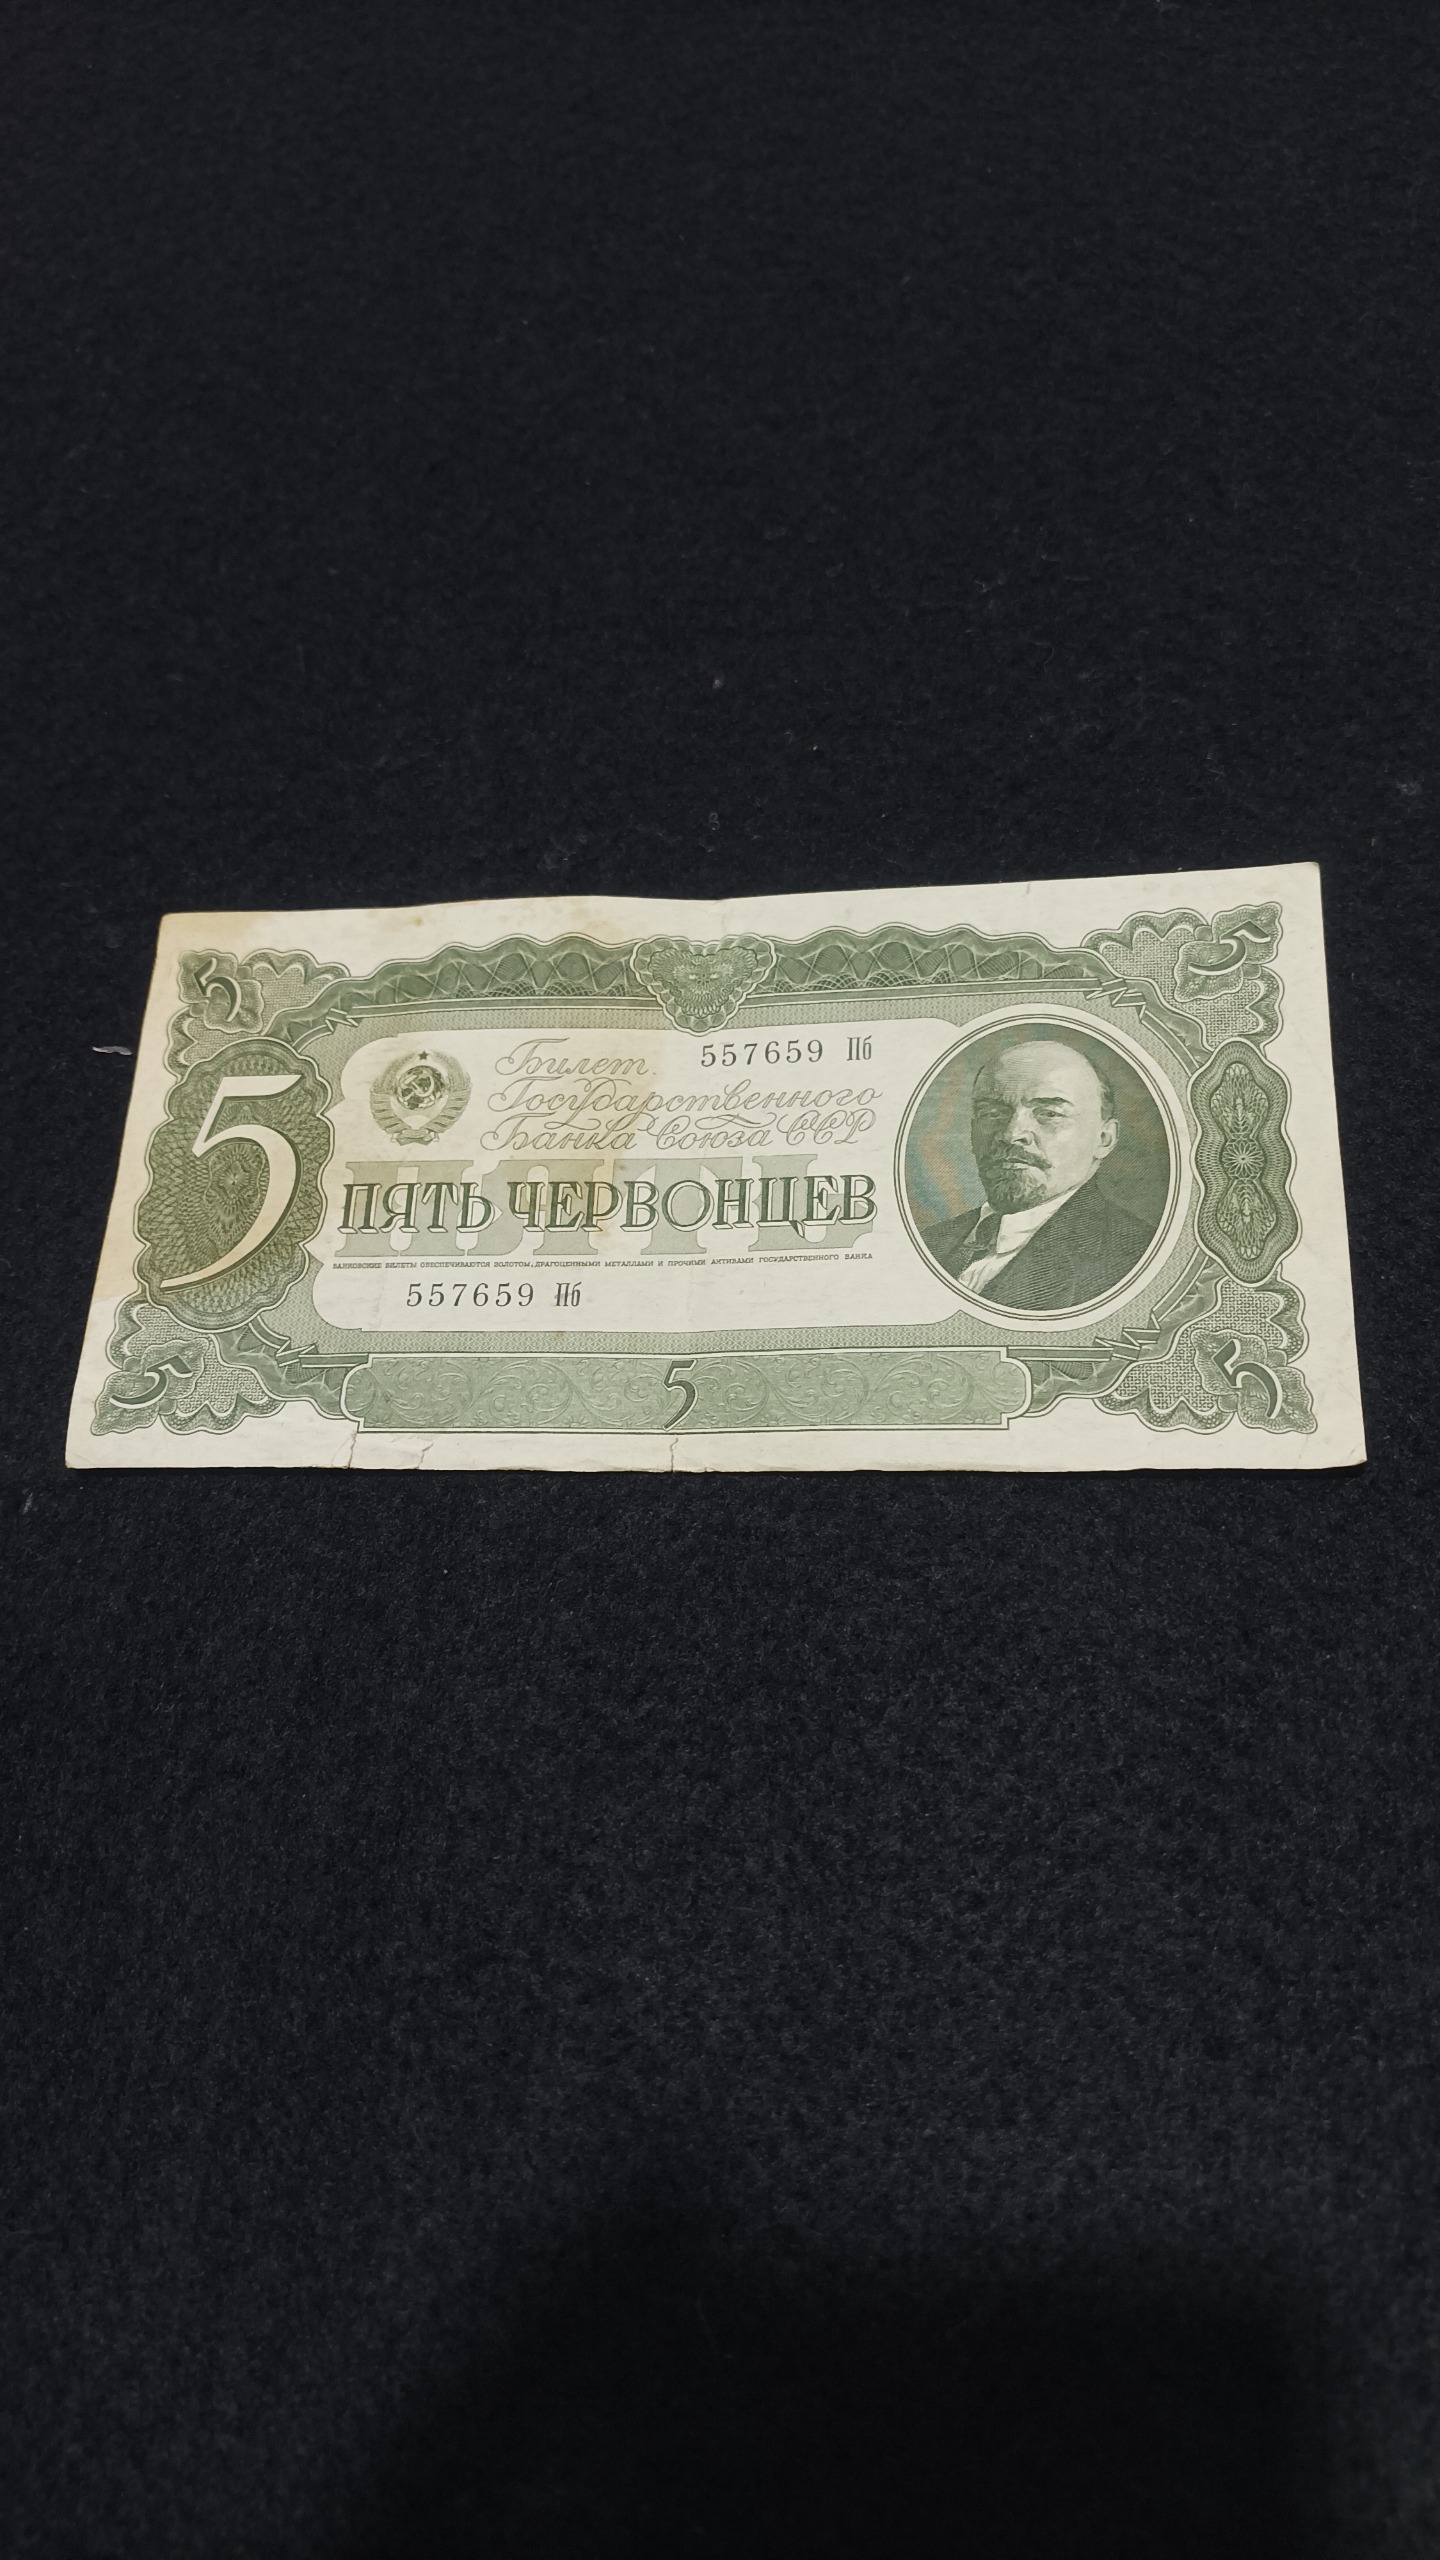 5 5
Билет 557659 Пб
Государственного
Банка Союза ССР
5 ПЯТЬ
ПЯТЬ ЧЕРВОНЦЕВ
БАНКОВСКИЕ БИЛЕТЫ ОБЕСПЕЧИВАЮТСЯ ЗОЛОТОМ, ДРАГОЦЕННЫМИ МЕТАЛЛАМИ И ПРОЧИМИ АКТИВАМИ ГОСУДАРСТВЕННОГО БАНКА
557659 Пб
5 5 5